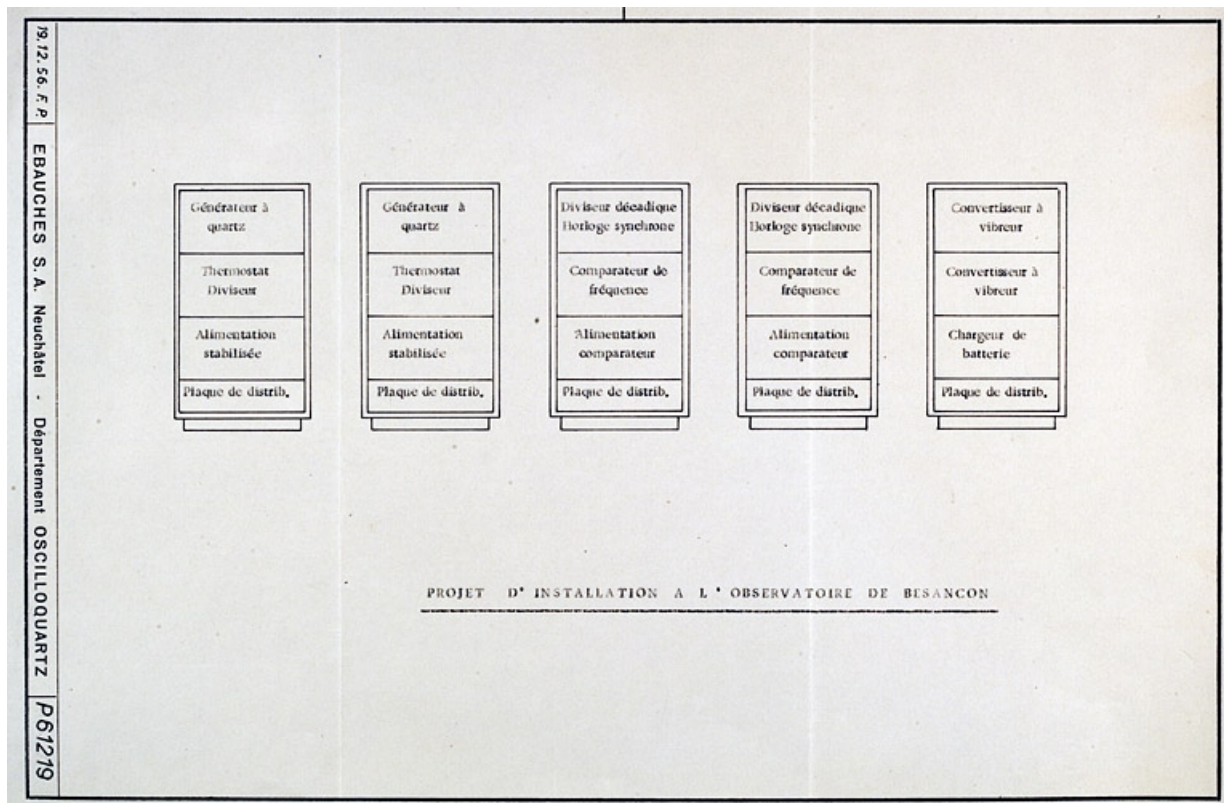 19.12.56. F. P.
EBAUCHES S. A. Neuchâtel - Département OSCILLOQUARTZ
P61219
Générateur à
quartz
Thermostat
Diviseur
Alimentation
stabilisée
Plaque de distrib.
Générateur à
quartz
Thermostat
Diviseur
Alimentation
stabilisée
Plaque de distrib.
Diviseur décadique
Horloge synchrone
Comparateur de
fréquence
Alimentation
comparateur
Plaque de distrib.
Diviseur décadique
Horloge synchrone
Comparateur de
fréquence
Alimentation
comparateur
Plaque de distrib.
Convertisseur à
vibreur
Convertisseur à
vibreur
Chargeur de
batterie
Plaque de distrib.
PROJET D'INSTALLATION A L'OBSERVATOIRE DE BESANCON